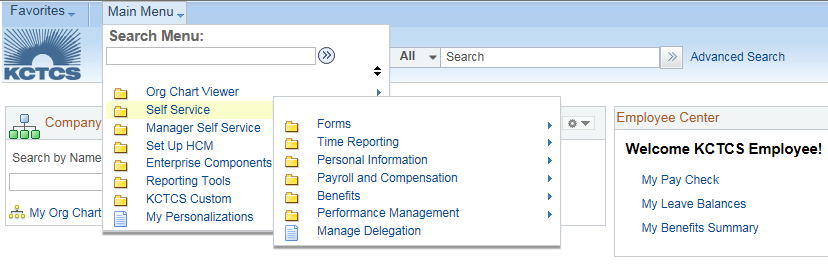 Favorites
Main Menu
Search Menu:
KCTCS
All
Search
Advanced Search
Org Chart Viewer
Self Service
Manager Self Service
Set Up HCM
Enterprise Components
Reporting Tools
KCTCS Custom
My Personalizations
Forms
Time Reporting
Personal Information
Payroll and Compensation
Benefits
Performance Management
Manage Delegation
Company
Search by Name
My Org Chart
Employee Center
Welcome KCTCS Employee!
My Pay Check
My Leave Balances
My Benefits Summary